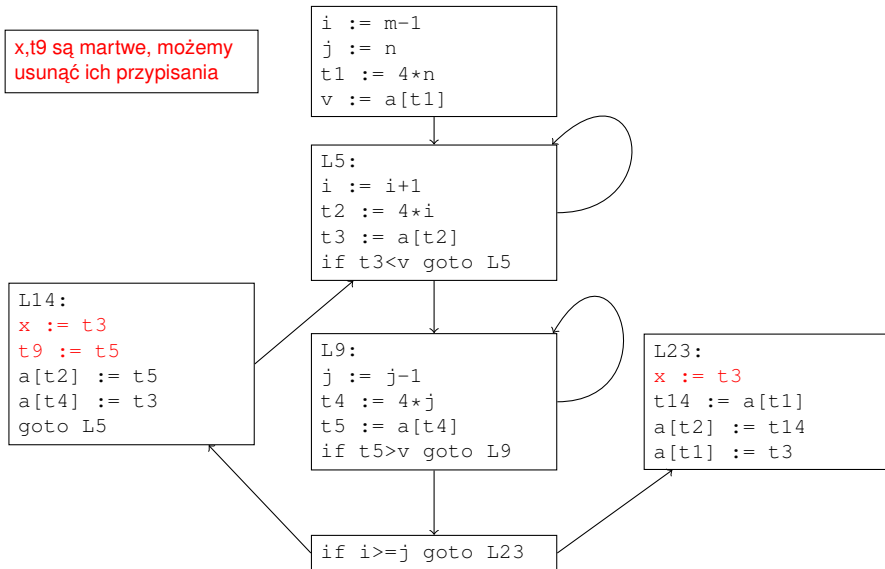 x,t9 są martwe, możemy
usunąć ich przypisania
i := m-1
j := n
t1 := 4*n
v := a[t1]
L5:
i := i+1
t2 := 4*i
t3 := a[t2]
if t3<v goto L5
L14:
x := t3
t9 := t5
a[t2] := t5
a[t4] := t3
goto L5
L9:
j := j-1
t4 := 4*j
t5 := a[t4]
if t5>v goto L9
L23:
x := t3
t14 := a[t1]
a[t2] := t14
a[t1] := t3
if i>=j goto L23